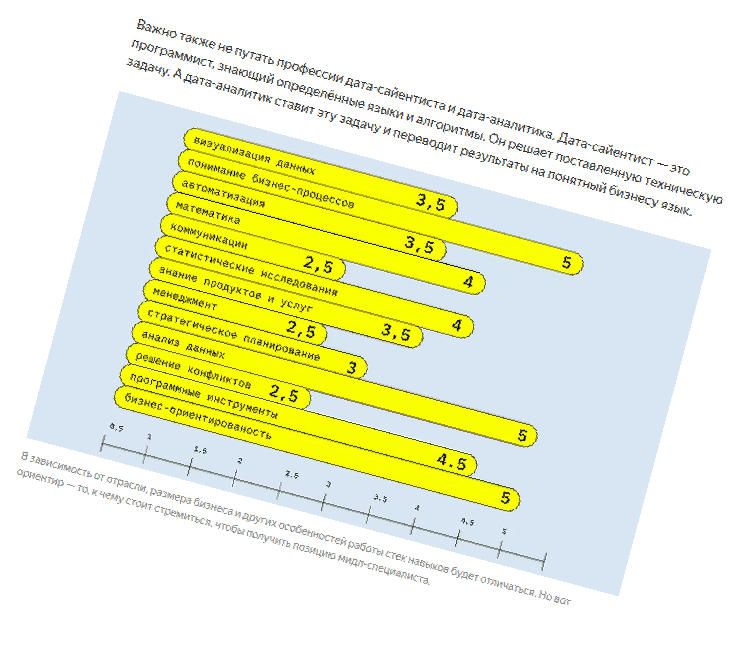 Важно также не путать профессии дата-сайентиста и дата-аналитика. Дата-сайентист — это
программист, знающий определённые языки и алгоритмы. Он решает поставленную техническую
задачу. А дата-аналитик ставит эту задачу и переводит результаты на понятный бизнесу язык.
визуализация данных 3,5
понимание бизнес-процессов 5
автоматизация 3,5
математика 4
коммуникации 2,5
статистические исследования 4
знание продуктов и услуг 3,5
менеджмент 2,5
стратегическое планирование 3
анализ данных 5
решение конфликтов 2,5
программные инструменты 4.5
бизнес-ориентированость 5
0,5 1 1,5 2 2,5 3 3,5 4 4,5 5
В зависимость от отрасли, размера бизнеса и других особенностей работы стек навыков будет отличаться. Но вот
ориентир — то, к чему стоит стремиться, чтобы получить позицию мидл-специалиста.